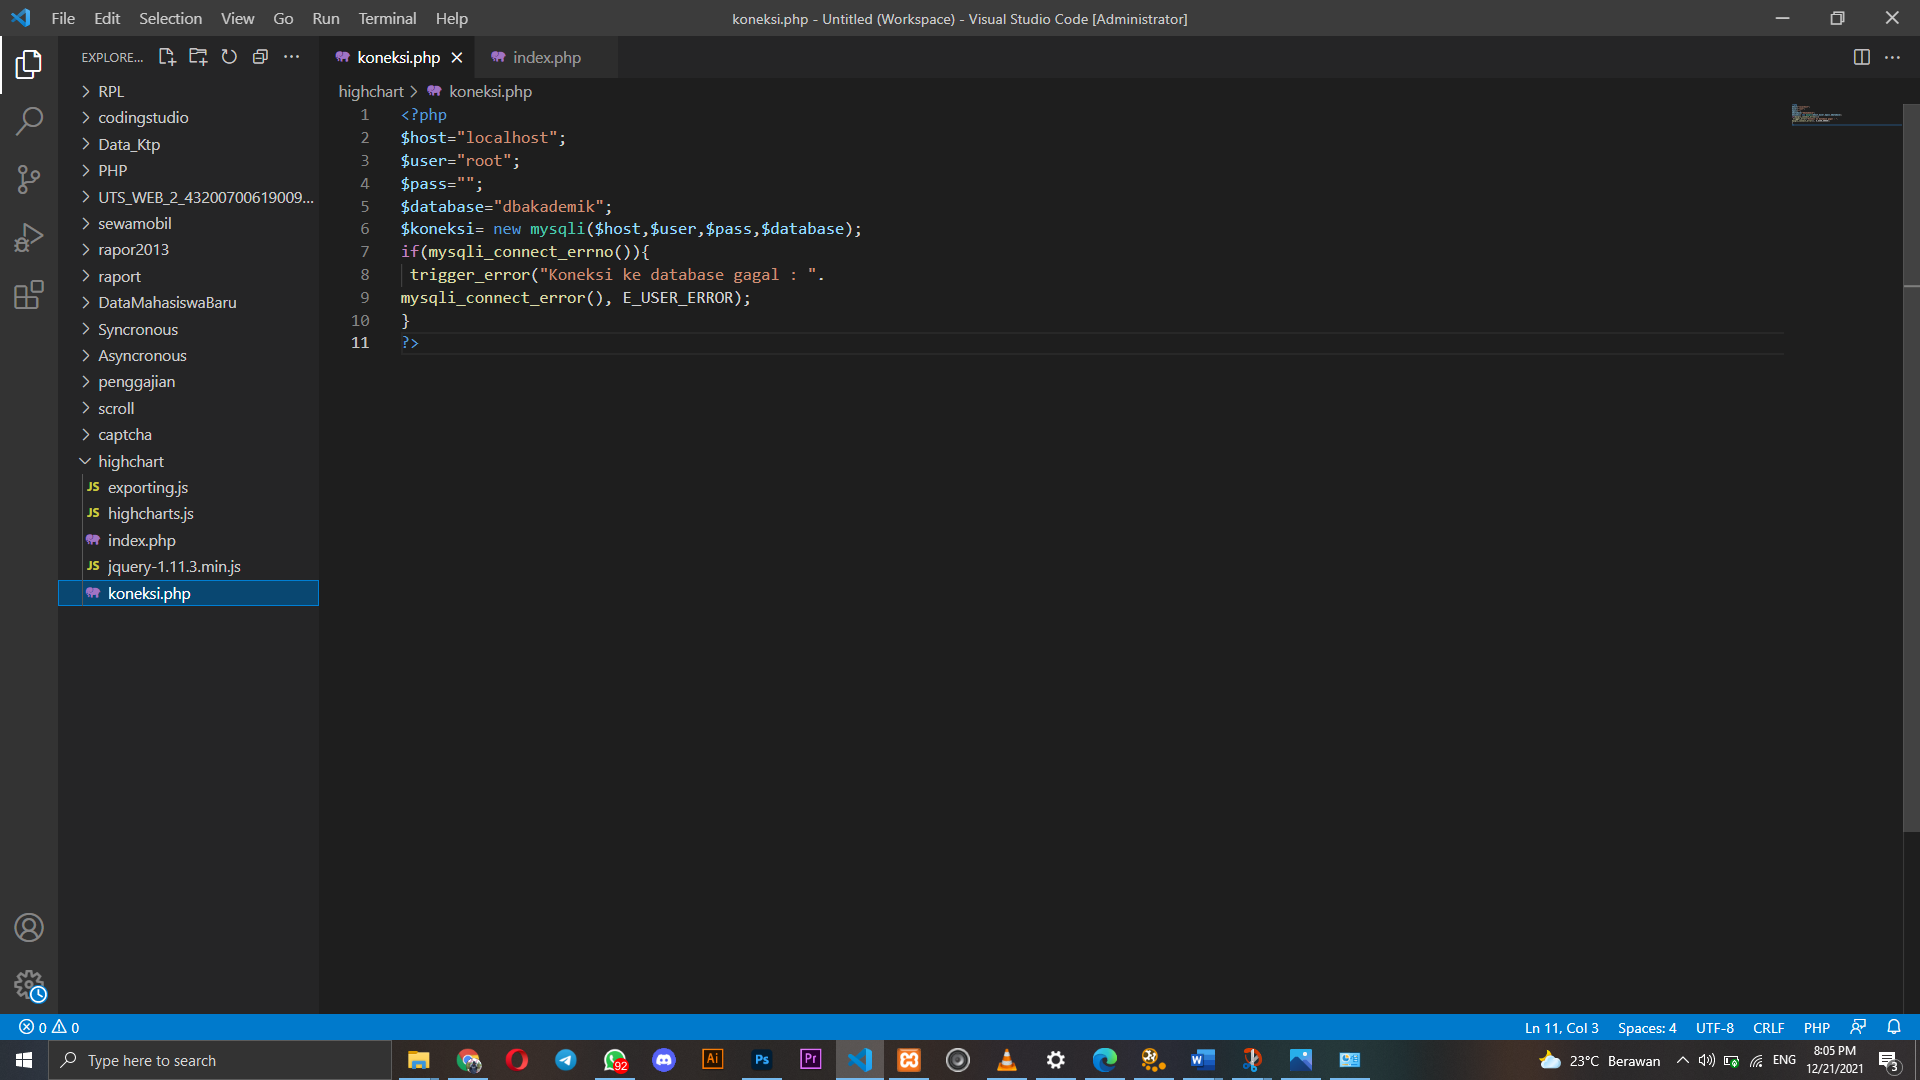 File Edit Selection View Go Run Terminal Help
koneksi.php - Untitled (Workspace) - Visual Studio Code [Administrator]
EXPLORE...
RPL
codingstudio
Data_Ktp
PHP
UTS_WEB_2_43200700619009...
sewamobil
rapor2013
raport
DataMahasiswaBaru
Syncronous
Asyncronous
penggajian
scroll
captcha
highchart
JS exporting.js
JS highcharts.js
index.php
JS jquery-1.11.3.min.js
koneksi.php
koneksi.php index.php
highchart > koneksi.php
1 <?php
2 $host="localhost";
3 $user="root";
4 $pass="";
5 $database="dbakademik";
6 $koneksi= new mysqli($host,$user,$pass,$database);
7 if(mysqli_connect_errno()){
8 trigger_error("Koneksi ke database gagal : ".
9 mysqli_connect_error(), E_USER_ERROR);
10 }
11 ?>
0 0
Ln 11, Col 3 Spaces: 4 UTF-8 CRLF PHP
Type here to search
92
Ai
Ps
Pr
W
23°C Berawan
ENG
8:05 PM
12/21/2021
3